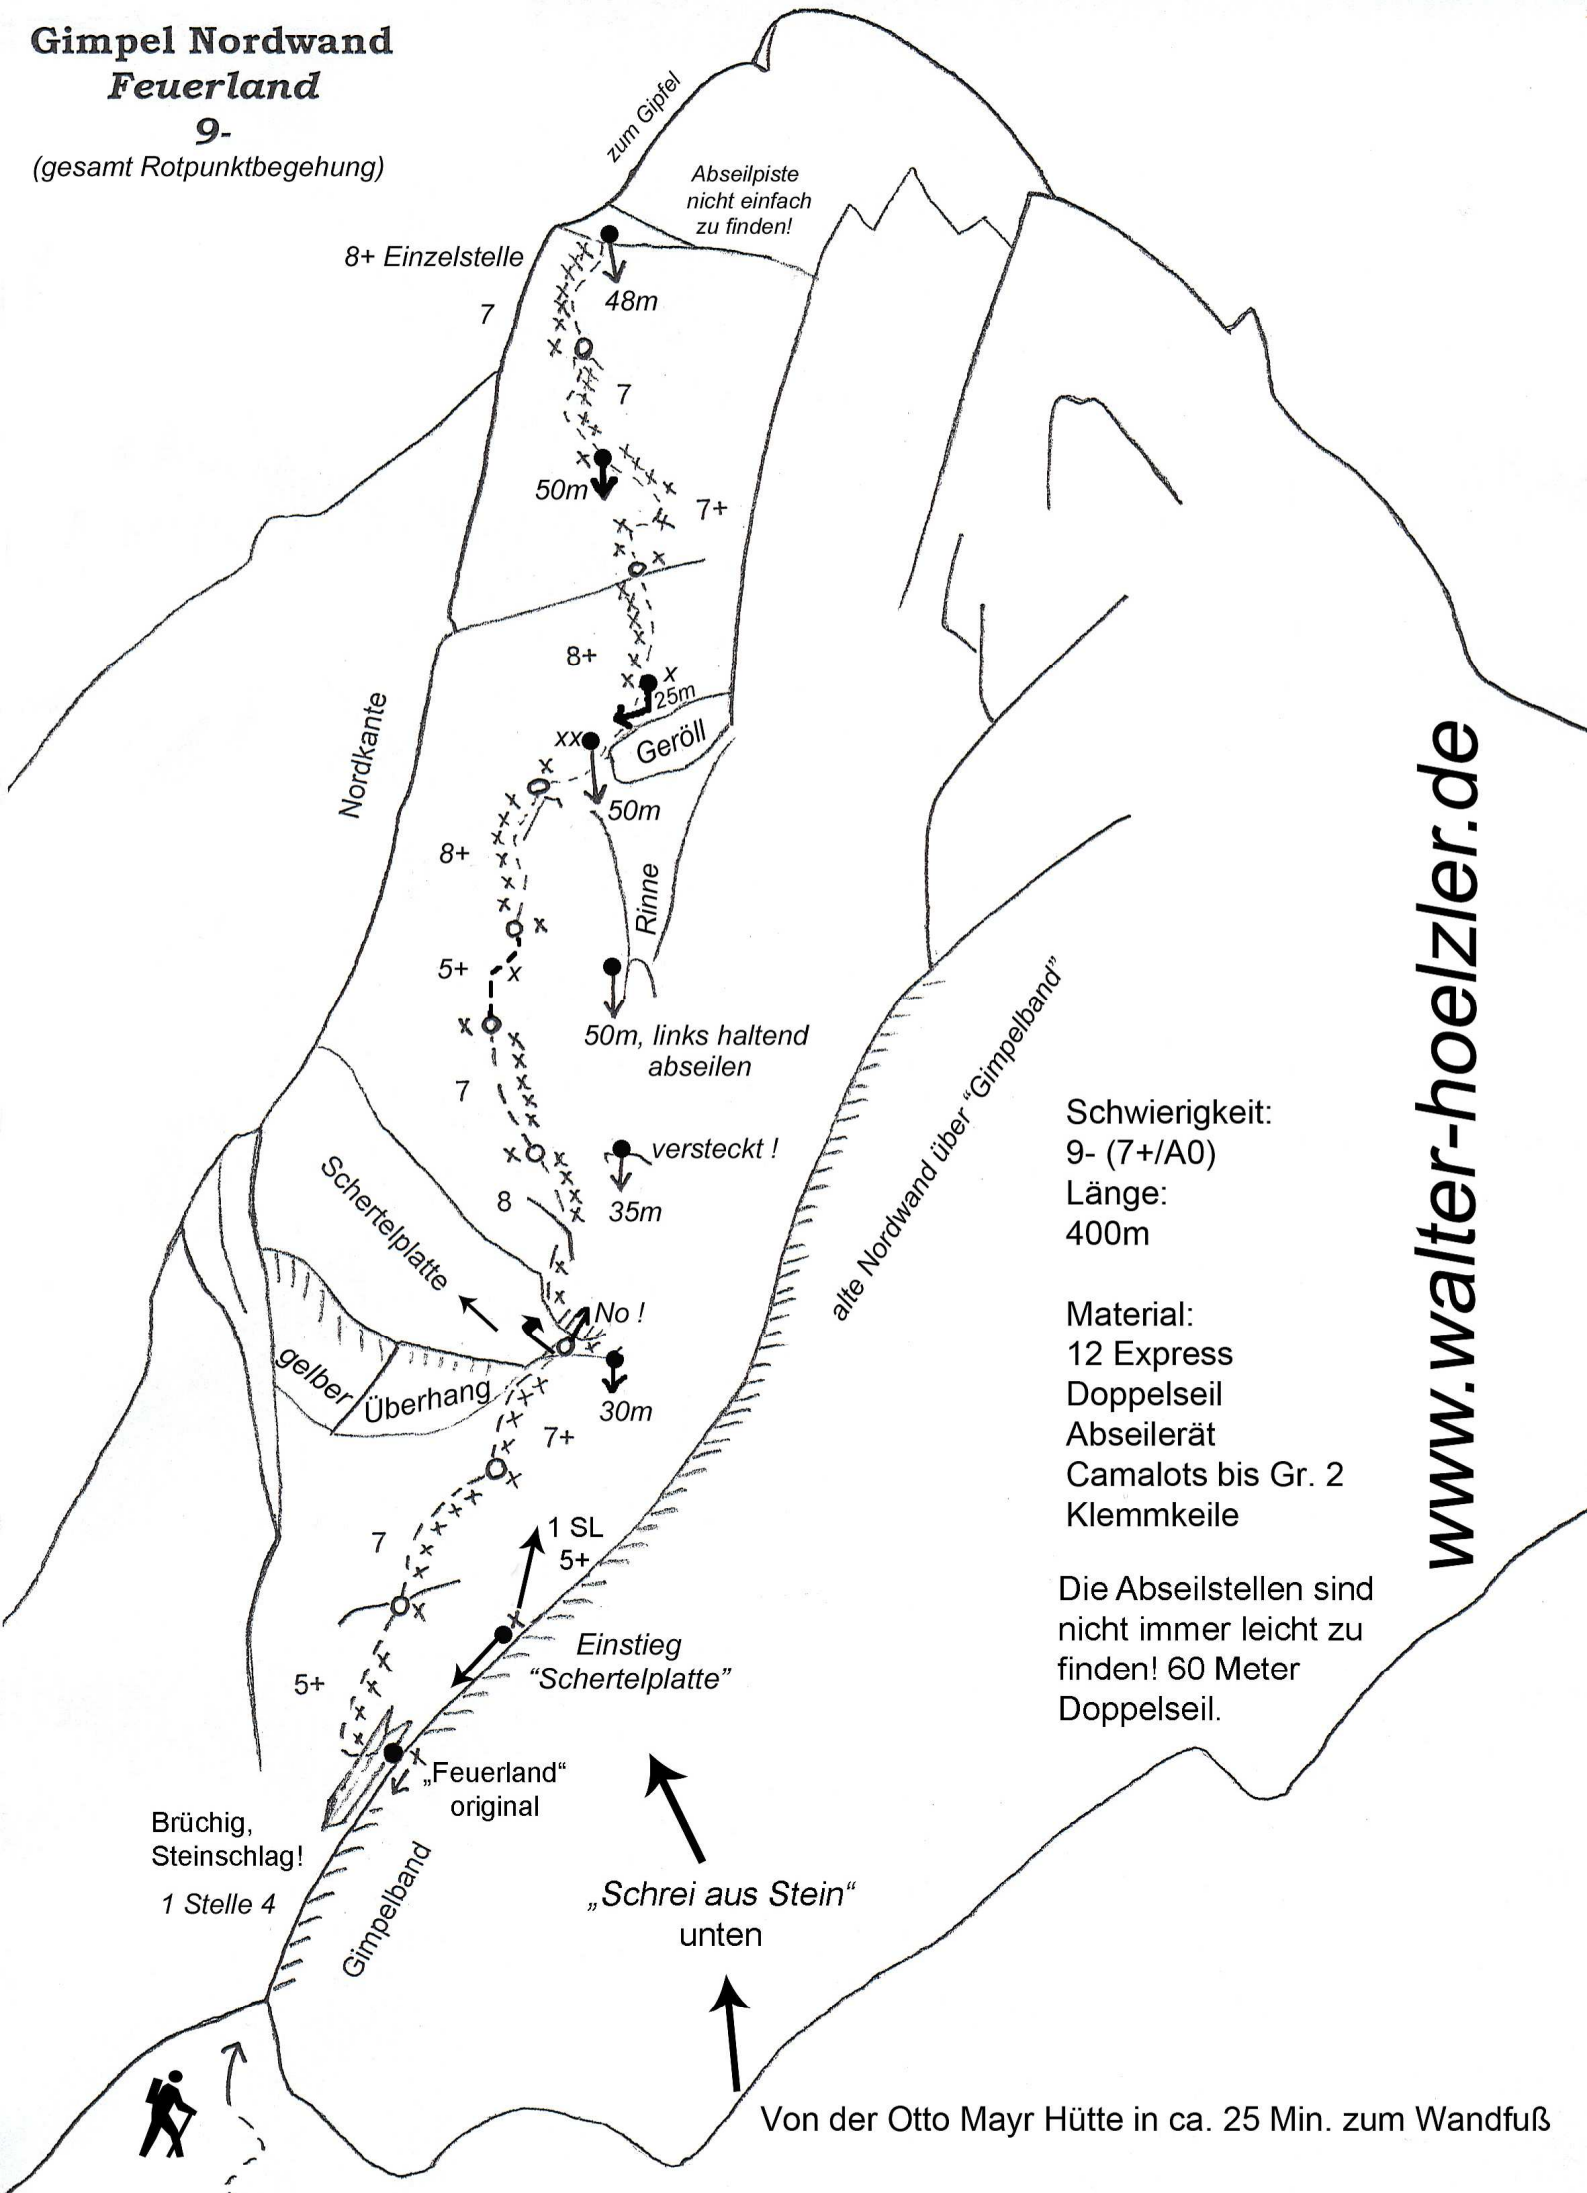 Gimpel Nordwand
Feuerland
9-
(gesamt Rotpunktbegehung)
zum Gipfel
Abseilpiste
nicht einfach
zu finden!
8+ Einzelstelle
48m
7
7
50m
7+
8+
x
25m
xx
Geröll
50m
Nordkante
8+
Rinne
5+
50m, links haltend
abseilen
7
versteckt !
8
35m
Schertelplatte
No !
gelber
Überhang
30m
7+
alte Nordwand über "Gimpelband"
Schwierigkeit:
9- (7+/A0)
Länge:
400m
Material:
12 Express
Doppelseil
Abseilerät
Camalots bis Gr. 2
Klemmkeile
Die Abseilstellen sind
nicht immer leicht zu
finden! 60 Meter
Doppelseil.
www.walter-hoelzler.de
1 SL
5+
7
Einstieg
"Schertelplatte"
5+
„Feuerland“
original
Brüchig,
Steinschlag!
1 Stelle 4
Gimpelband
„Schrei aus Stein“
unten
Von der Otto Mayr Hütte in ca. 25 Min. zum Wandfuß